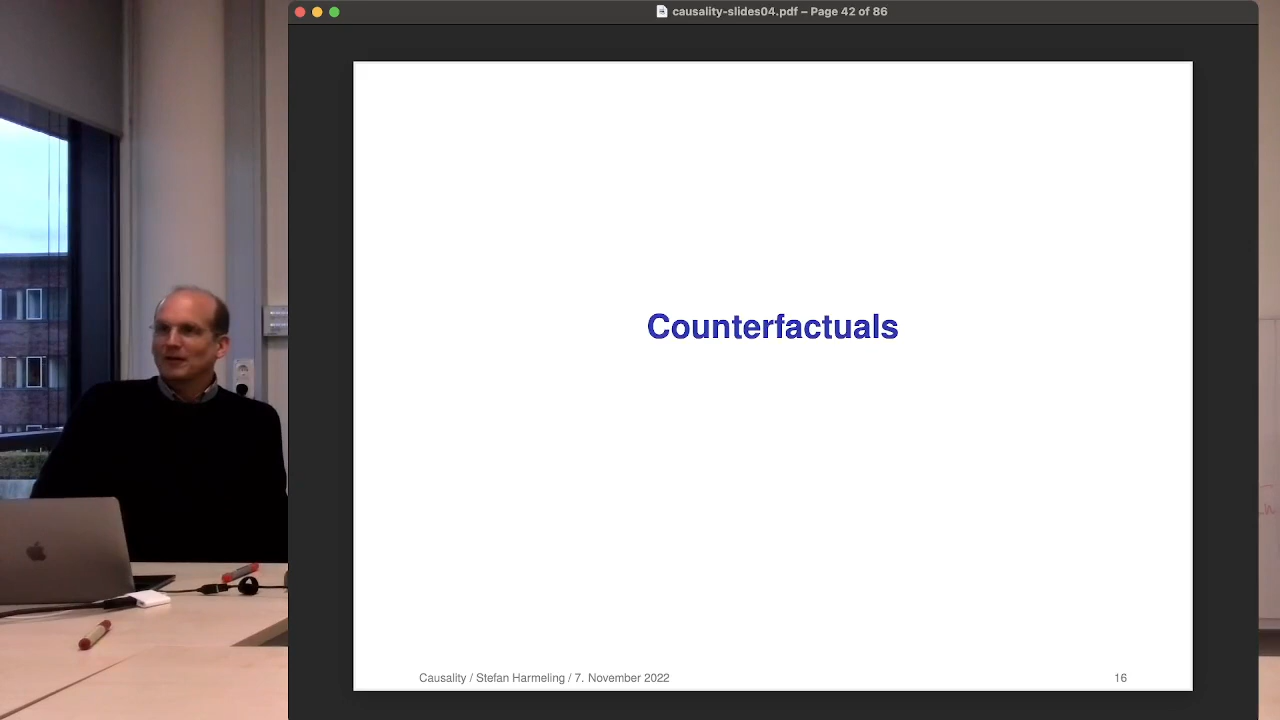 causality-slides04.pdf – Page 42 of 86
Counterfactuals
Causality / Stefan Harmeling / 7. November 2022
16